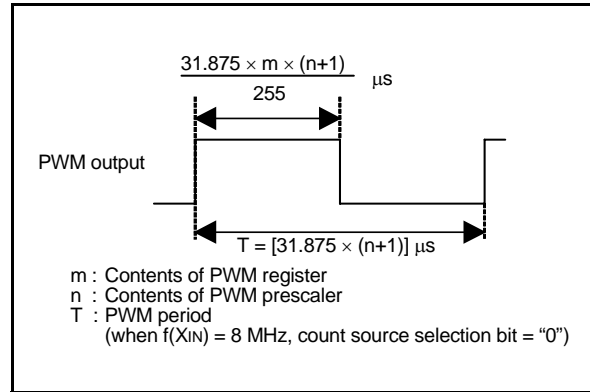 31.875 × m × (n+1)
255
μs
PWM output
T = [31.875 × (n+1)] μs
m : Contents of PWM register
n : Contents of PWM prescaler
T : PWM period
(when f(XIN) = 8 MHz, count source selection bit = “0”)